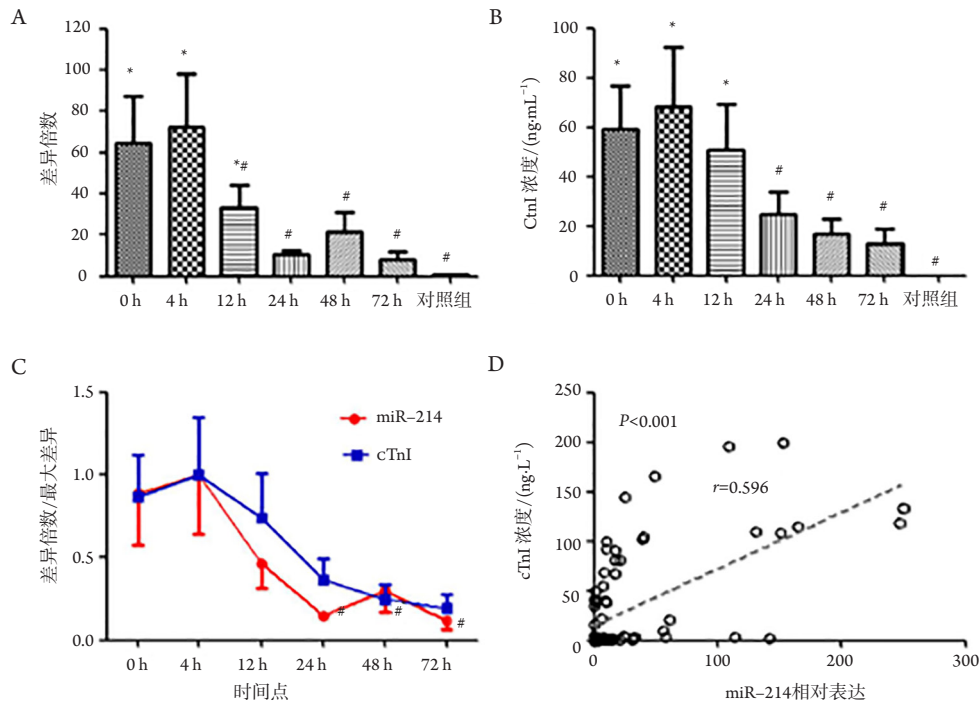 A
差异倍数
120
100
80
60
40
20
0
*
*
*#
#
#
#
#
0 h 4 h 12 h 24 h 48 h 72 h 对照组
B
CtnI 浓度/(ng·mL⁻¹)
100
80
60
40
20
0
*
*
*
#
#
#
#
0 h 4 h 12 h 24 h 48 h 72 h 对照组
C
差异倍数/最大差异
1.5
1.0
0.5
0.0
miR–214
cTnI
#
#
#
0 h 4 h 12 h 24 h 48 h 72 h
时间点
D
cTnI 浓度/(ng·L⁻¹)
250
200
150
100
50
0
P<0.001
r=0.596
0 100 200 300
miR–214相对表达